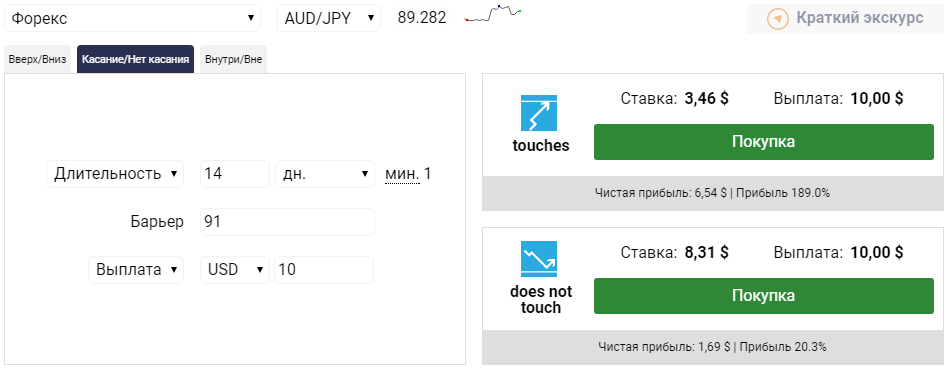 Форекс AUD/JPY 89.282 Краткий экскурс
Вверх/Вниз Касание/Нет касания Внутри/Вне
Ставка: 3,46 $ Выплата: 10,00 $
touches
Покупка
Чистая прибыль: 6,54 $ | Прибыль 189.0%
Длительность 14 дн. мин. 1
Барьер 91
Выплата USD 10
Ставка: 8,31 $ Выплата: 10,00 $
does not
touch
Покупка
Чистая прибыль: 1,69 $ | Прибыль 20.3%